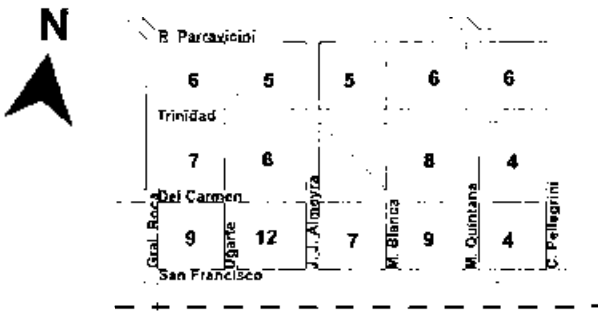 N
R. Parravicini
6 5 5 6 6
Trinidad
7 6 8 4
Del Carmen
9 12 7 9 4
Gral. Roca
Ugarte
Almeyra
M. Blanca
M. Quintana
C. Pellegrini
San Francisco